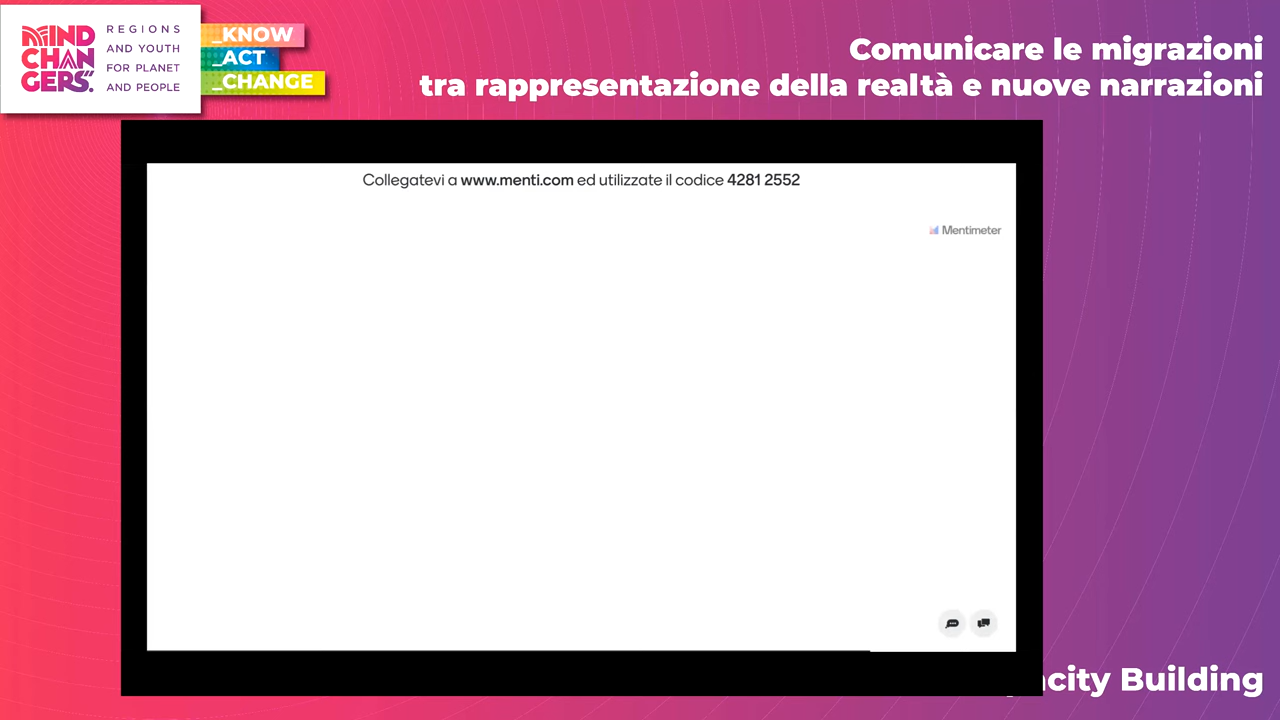 MIND
CHAN
GERS
REGIONS
AND YOUTH
FOR PLANET
AND PEOPLE
_KNOW
_ACT
_CHANGE
Comunicare le migrazioni
tra rappresentazione della realtà e nuove narrazioni
Collegatevi a www.menti.com ed utilizzate il codice 4281 2552
Mentimeter
Building